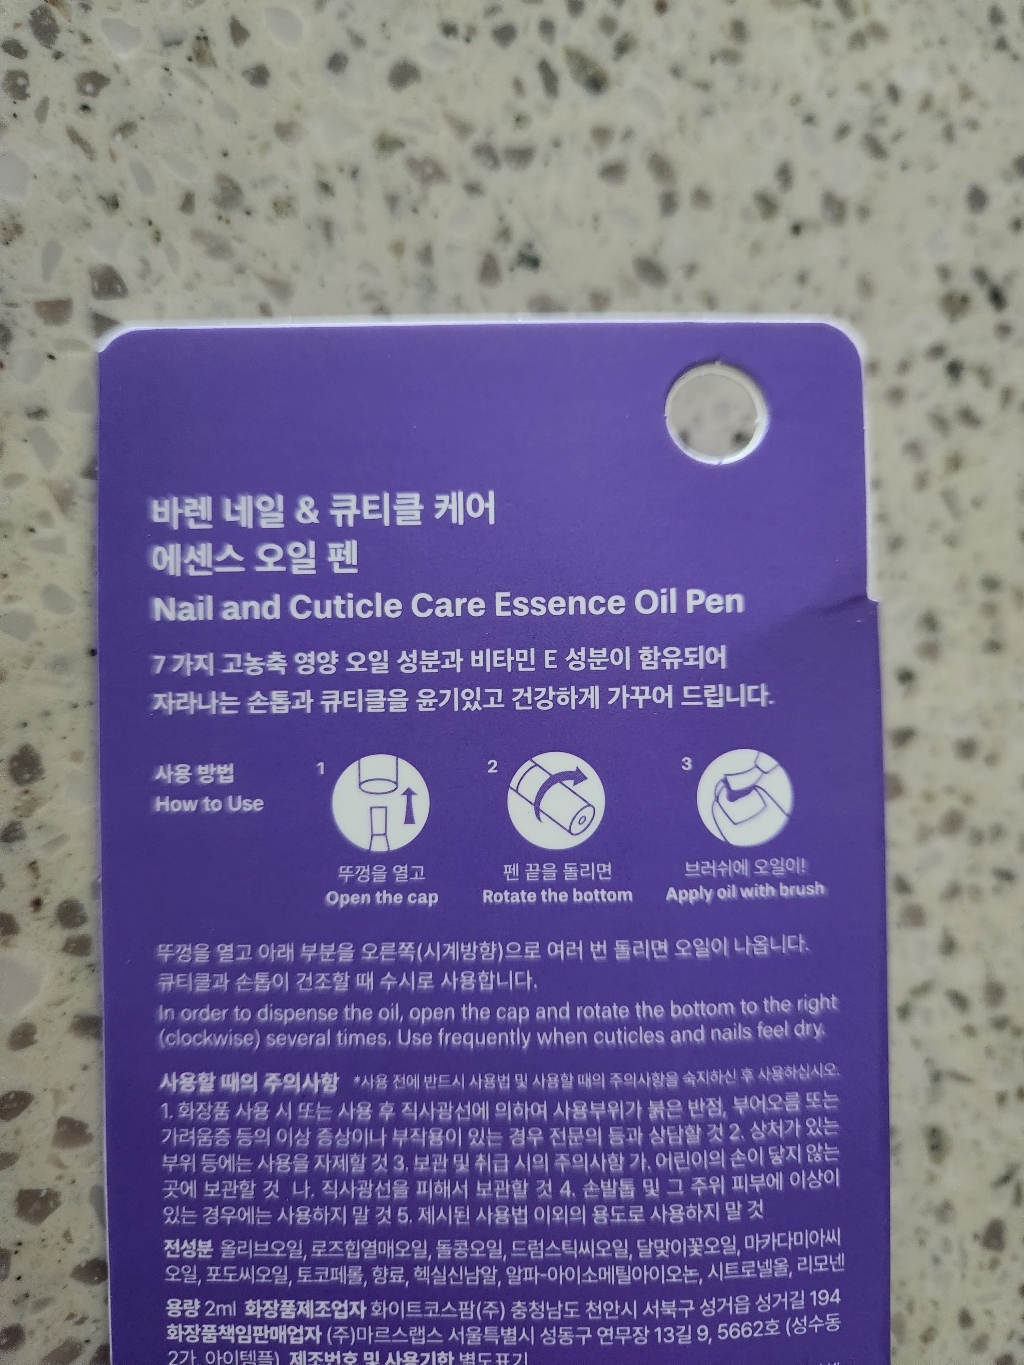 바렌 네일 & 큐티클 케어
에센스 오일 펜
Nail and Cuticle Care Essence Oil Pen
7 가지 고농축 영양 오일 성분과 비타민 E 성분이 함유되어
자라나는 손톱과 큐티클을 윤기있고 건강하게 가꾸어 드립니다.
사용 방법
How to Use
1
뚜껑을 열고
Open the cap
2
펜 끝을 돌리면
Rotate the bottom
3
브러쉬에 오일이!
Apply oil with brush
뚜껑을 열고 아래 부분을 오른쪽(시계방향)으로 여러 번 돌리면 오일이 나옵니다.
큐티클과 손톱이 건조할 때 수시로 사용합니다.
In order to dispense the oil, open the cap and rotate the bottom to the right
(clockwise) several times. Use frequently when cuticles and nails feel dry.
사용할 때의 주의사항 *사용 전에 반드시 사용법 및 사용할 때의 주의사항을 숙지하신 후 사용하십시오.
1. 화장품 사용 시 또는 사용 후 직사광선에 의하여 사용부위가 붉은 반점, 부어오름 또는
가려움증 등의 이상 증상이나 부작용이 있는 경우 전문의 등과 상담할 것 2. 상처가 있는
부위 등에는 사용을 자제할 것 3. 보관 및 취급 시의 주의사항 가. 어린이의 손이 닿지 않는
곳에 보관할 것 나. 직사광선을 피해서 보관할 것 4. 손발톱 및 그 주위 피부에 이상이
있는 경우에는 사용하지 말 것 5. 제시된 사용법 이외의 용도로 사용하지 말 것
전성분 올리브오일, 로즈힙열매오일, 돌콩오일, 드럼스틱씨오일, 달맞이꽃오일, 마카다미아씨
오일, 포도씨오일, 토코페롤, 향료, 헥실신남알, 알파-아이소메틸아이오논, 시트로넬올, 리모넨
용량 2ml 화장품제조업자 화이트코스팜(주) 충청남도 천안시 서북구 성거읍 성거길 194
화장품책임판매업자 (주)마르스랩스 서울특별시 성동구 연무장 13길 9, 5662호 (성수동
2가, 아이템플) 제조번호 및 사용기한 별도표기